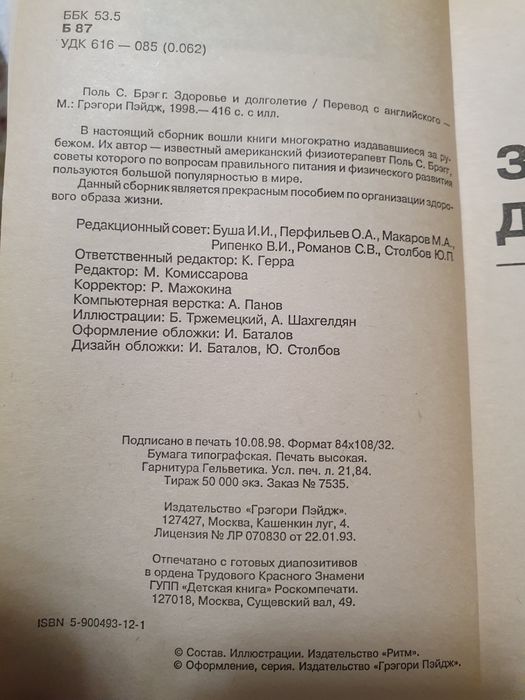 ББК 53.5
Б 87
УДК 616 — 085 (0.062)
Поль С. Брэгг. Здоровье и долголетие / Перевод с английского —
М.: Грэгори Пэйдж, 1998.— 416 с. с илл.
В настоящий сборник вошли книги многократно издававшиеся за ру-
бежом. Их автор — известный американский физиотерапевт Поль С. Брэгг,
советы которого по вопросам правильного питания и физического развития
пользуются большой популярностью в мире.
Данный сборник является прекрасным пособием по организации здоро-
вого образа жизни.
Редакционный совет: Буша И.И., Перфильев О.А., Макаров М.А.,
Рипенко В.И., Романов С.В., Столбов Ю.П
Ответственный редактор: К. Герра
Редактор: М. Комиссарова
Корректор: Р. Мажокина
Компьютерная верстка: А. Панов
Иллюстрации: Б. Тржемецкий, А. Шахгелдян
Оформление обложки: И. Баталов
Дизайн обложки: И. Баталов, Ю. Столбов
Подписано в печать 10.08.98. Формат 84х108/32.
Бумага типографская. Печать высокая.
Гарнитура Гельветика. Усл. печ. л. 21,84.
Тираж 50 000 экз. Заказ № 7535.
Издательство «Грэгори Пэйдж».
127427, Москва, Кашенкин луг, 4.
Лицензия № ЛР 070830 от 22.01.93.
Отпечатано с готовых диапозитивов
в ордена Трудового Красного Знамени
ГУПП «Детская книга» Роскомпечати.
127018, Москва, Сущевский вал, 49.
ISBN 5-900493-12-1
© Состав. Иллюстрации. Издательство «Ритм».
© Оформление, серия. Издательство «Грэгори Пэйдж».
З
Д